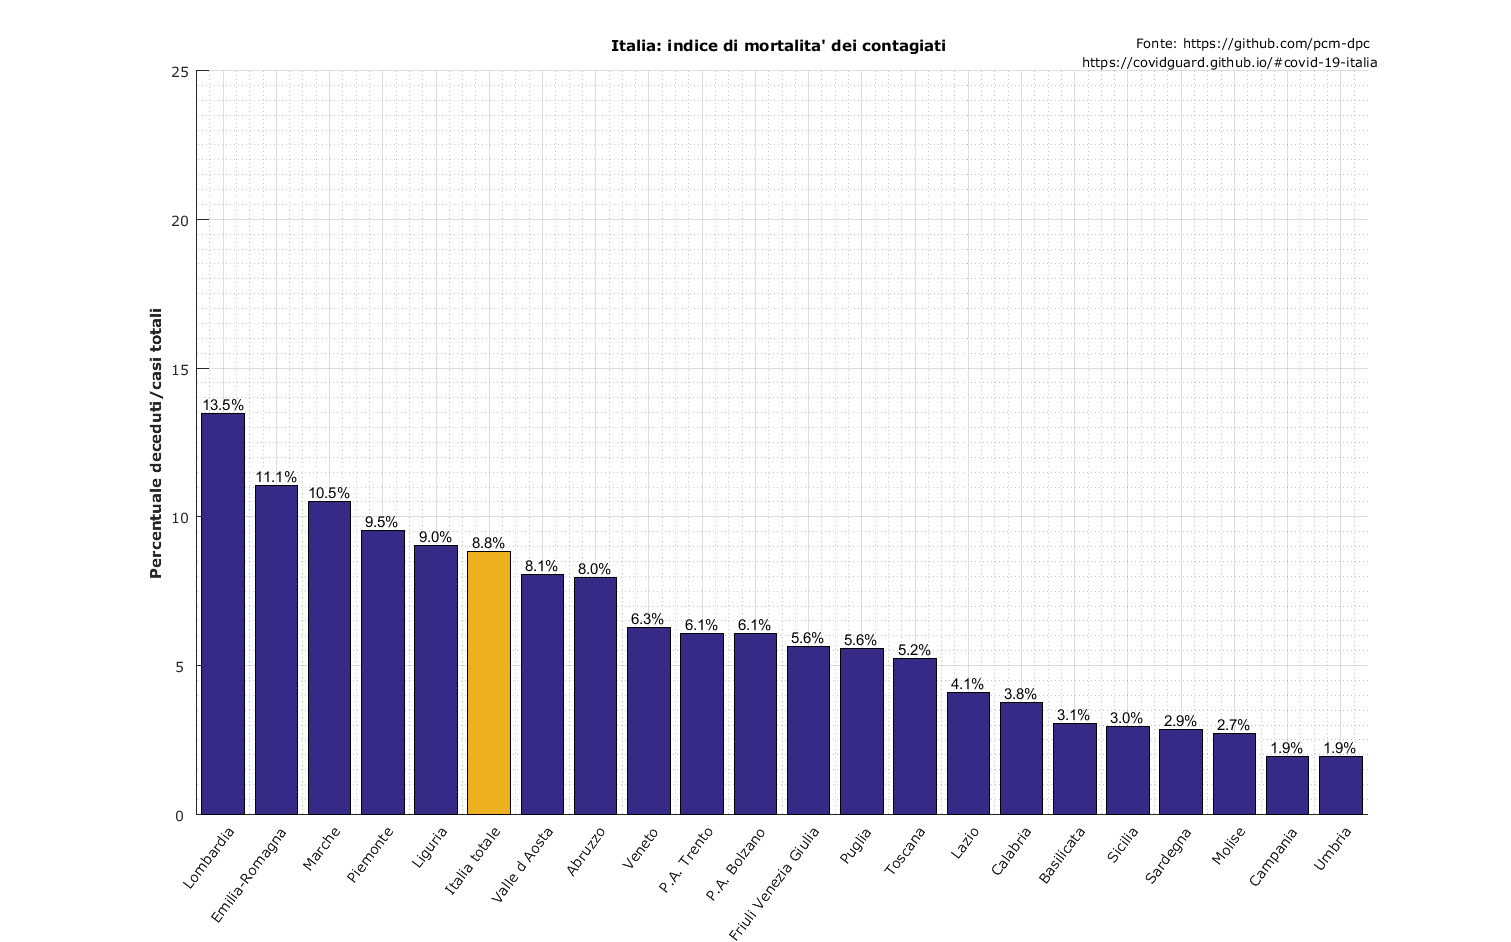 Italia: indice di mortalita' dei contagiati
Fonte: https://github.com/pcm-dpc
https://covidguard.github.io/#covid-19-italia
Percentuale deceduti/casi totali
25
20
15
10
5
0
13.5%
11.1%
10.5%
9.5%
9.0%
8.8%
8.1%
8.0%
6.3%
6.1%
6.1%
5.6%
5.6%
5.2%
4.1%
3.8%
3.1%
3.0%
2.9%
2.7%
1.9%
1.9%
Lombardia
Emilia-Romagna
Marche
Piemonte
Liguria
Italia totale
Valle d Aosta
Abruzzo
Veneto
P.A. Trento
P.A. Bolzano
Friuli Venezia Giulia
Puglia
Toscana
Lazio
Calabria
Basilicata
Sicilia
Sardegna
Molise
Campania
Umbria